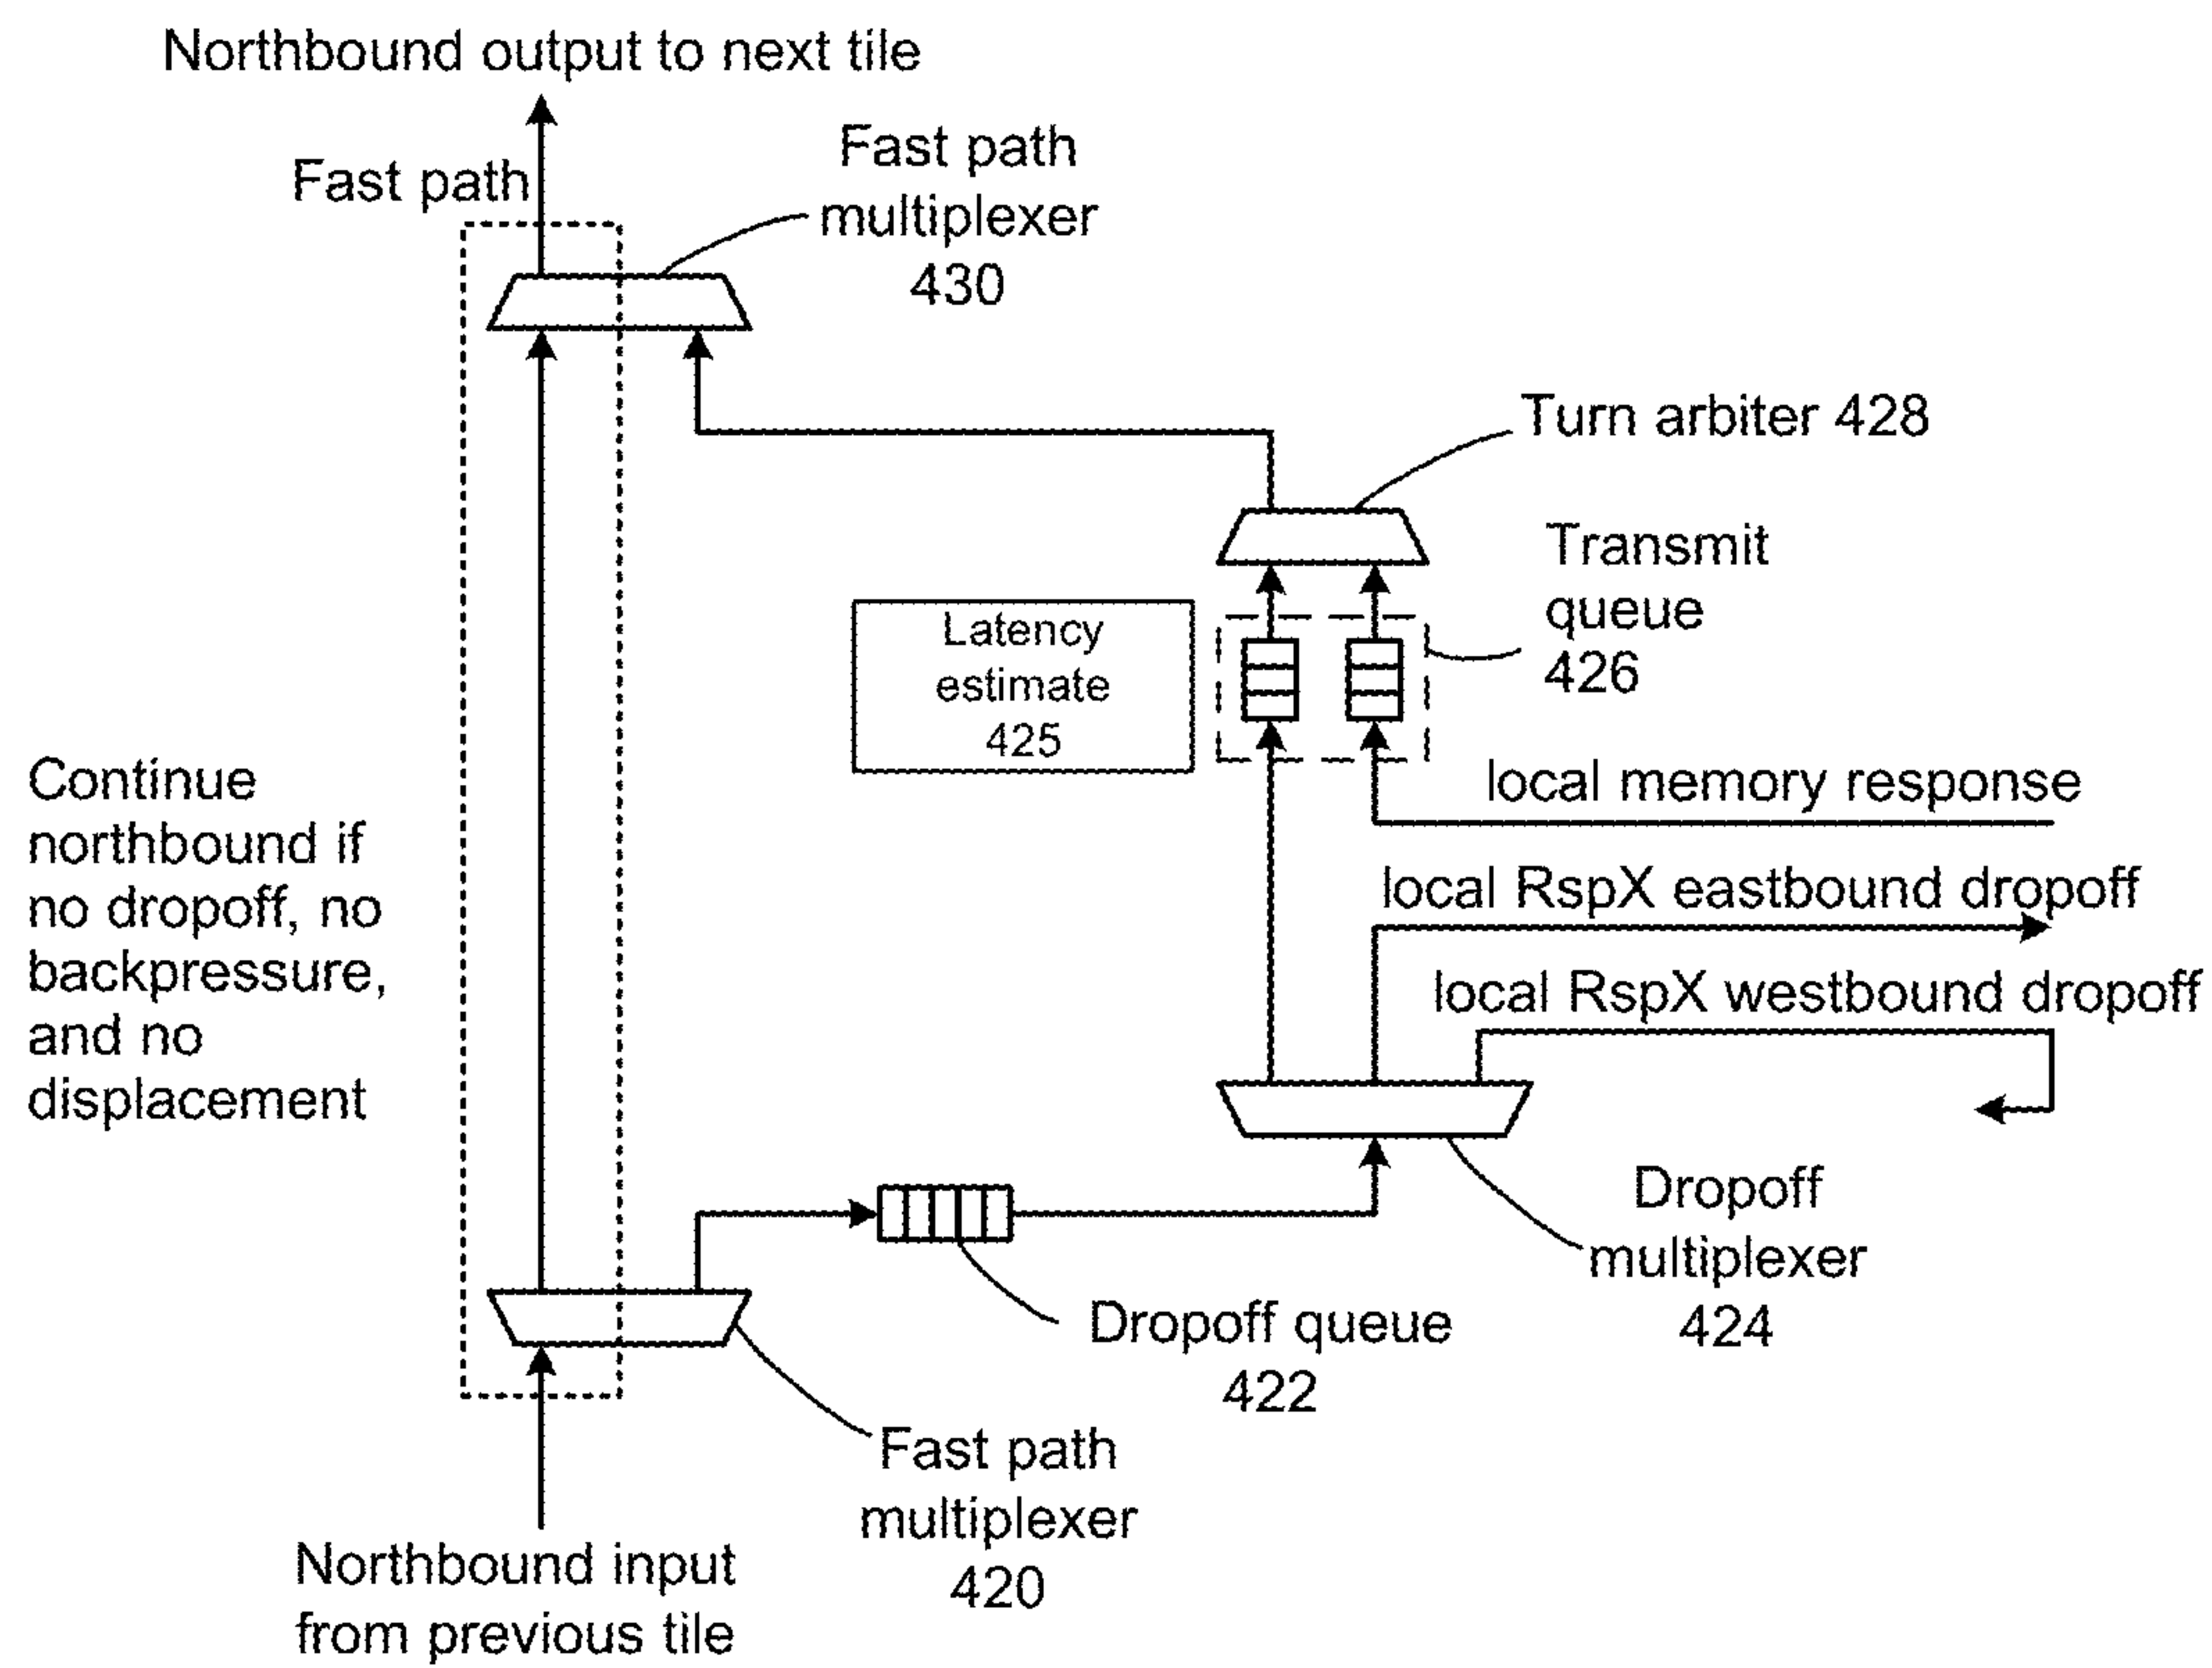 Northbound output to next tile
Fast path
Fast path
multiplexer
430
Turn arbiter 428
Transmit
queue
426
Latency
estimate
425
local memory response
local RspX eastbound dropoff
local RspX westbound dropoff
Continue
northbound if
no dropoff, no
backpressure,
and no
displacement
Dropoff
multiplexer
424
Dropoff queue
422
Fast path
multiplexer
420
Northbound input
from previous tile